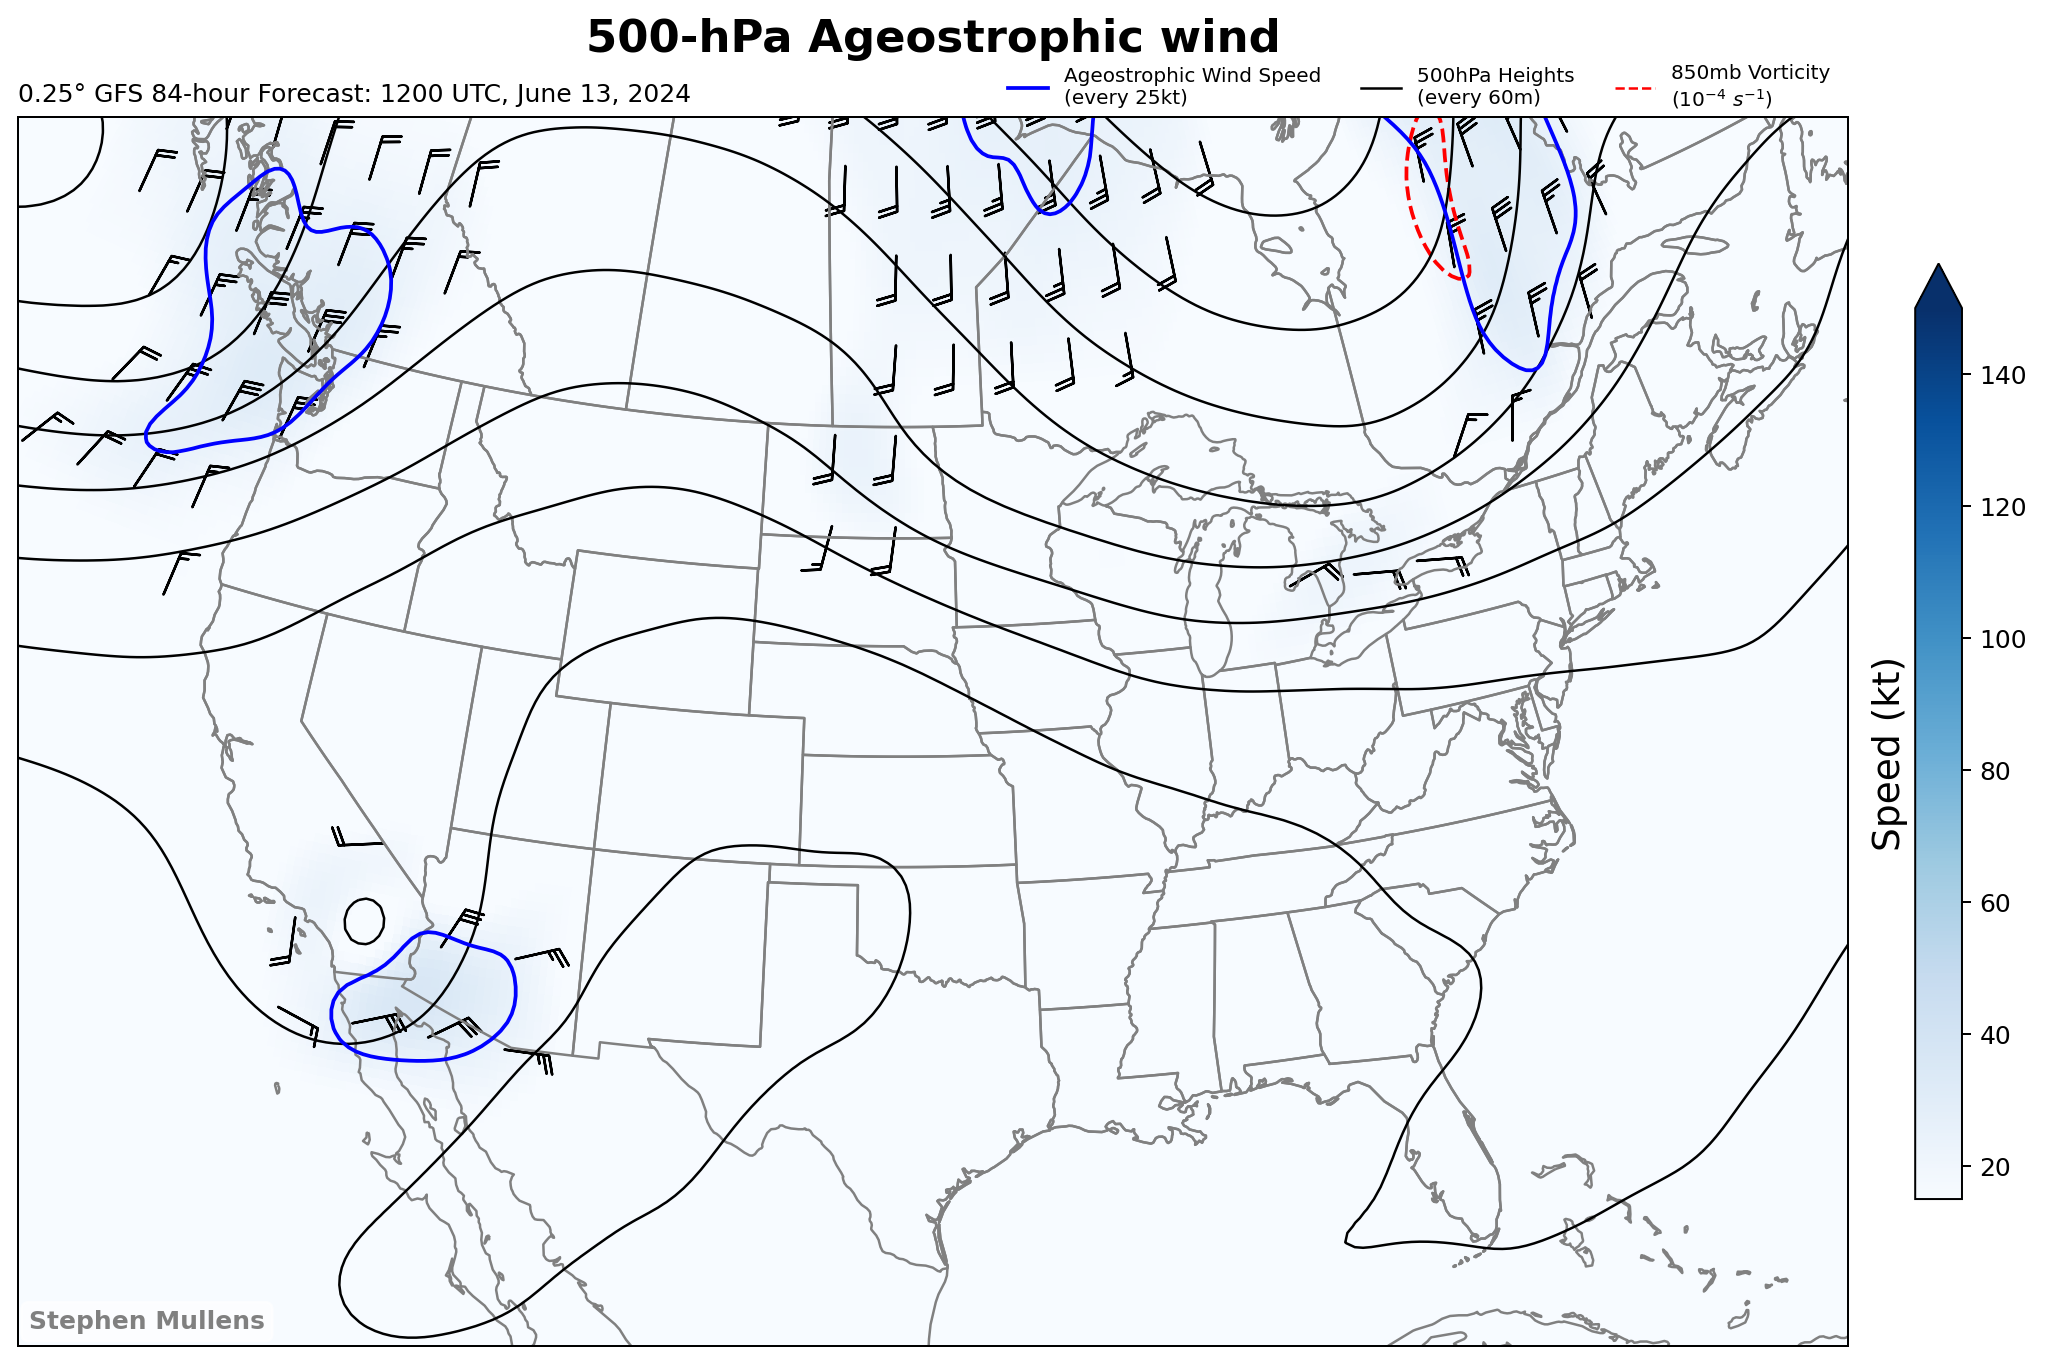 500-hPa Ageostrophic wind
0.25° GFS 84-hour Forecast: 1200 UTC, June 13, 2024
Ageostrophic Wind Speed
(every 25kt)
500hPa Heights
(every 60m)
850mb Vorticity
(10⁻⁴ s⁻¹)
140
120
100
80
60
40
20
Speed (kt)
Stephen Mullens